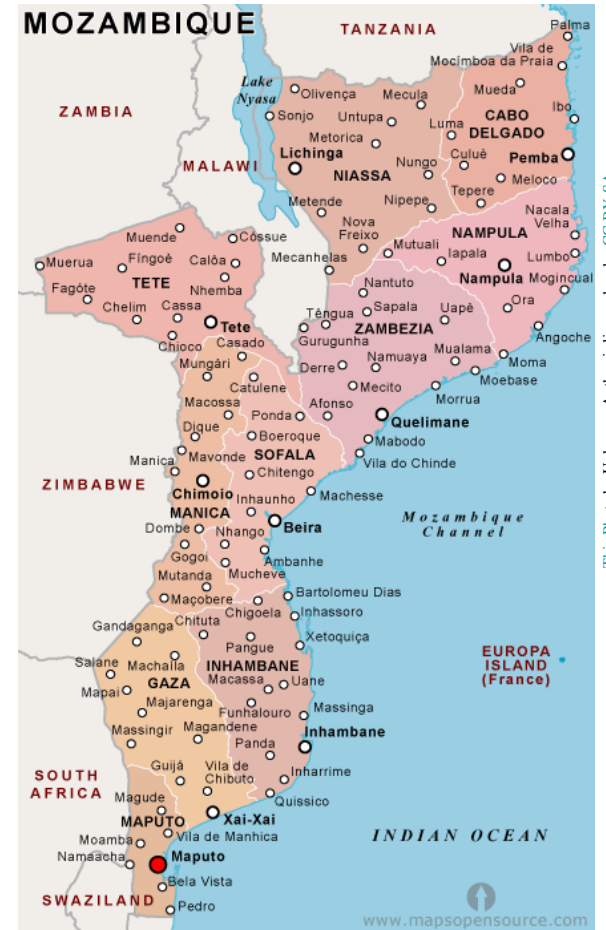 MOZAMBIQUE
TANZANIA
Palma
Vila de
Mocímboa da Praia
Lake
Nyasa
Olivença
Mecula
Mueda
ZAMBIA
Sonjo
Untupa
Luma
CABO
DELGADO
Ibo
Metorica
MALAWI
Lichinga
NIASSA
Nungo
Culuè
Pemba
Meloco
Metende
Nipepe
Tepere
Nacala
Velha
Nova
Freixo
NAMPULA
Muende
Còssue
Mutuali
Iapala
Lumbo
Muerua
Fíngoè
Calôa
Mecanhelas
Nampula
Mogincual
TETE
Fagóte
Nhemba
Nantuto
Chelim
Cassa
Tete
Têngua
Sapala
Uapè
Ora
Gurugunha
ZAMBEZIA
Angoche
Chioco
Casado
Mungári
Derre
Namuaya
Mualama
Moma
Catulene
Mecito
Moebase
Macossa
Afonso
Morrua
Ponda
Quelimane
Dique
Boeroque
Mabodo
Manica
Mavonde
SOFALA
Vila do Chinde
ZIMBABWE
Chitengo
Chimoio
Inhaunho
Machesse
MANICA
Mozambique
Channel
Dombe
Nhango
Beira
Gogoi
Ambanhe
Mutanda
Mucheve
Maçobere
Bartolomeu Dias
Chigoela
Inhassoro
Gandaganga
Chituta
Xetoquiça
Pangue
EUROPA
ISLAND
(France)
Salane
Machalla
INHAMBANE
Mapai
GAZA
Macassa
Uane
Majarenga
Funhalouro
Massinga
Massingir
Magandene
Panda
Inhambane
Guijá
Vila de
Chibuto
Inharrime
SOUTH
AFRICA
Magude
Quissico
MAPUTO
Xai-Xai
Moamba
Vila de Manhica
INDIAN OCEAN
Namaacha
Maputo
Bela Vista
SWAZILAND
Pedro
www.mapsopensource.com